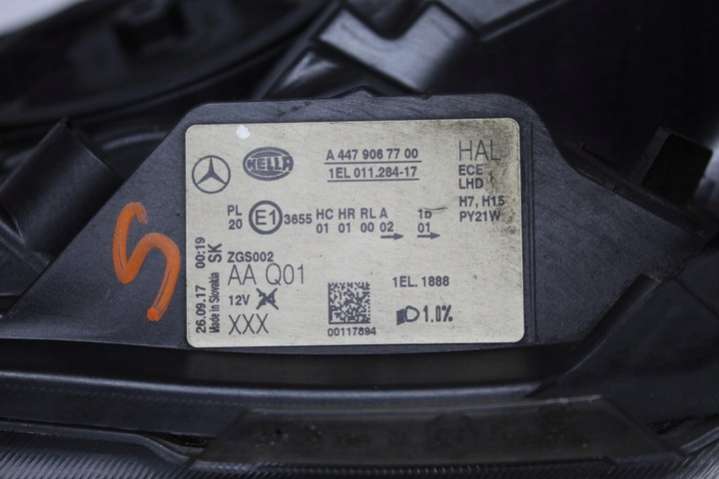 HELLA
A 447 906 77 00
1EL 011.284-17
HAL
ECE
LHD
H7, H15
PY21W
PL
20
E1
3655
HC HR RL A
01 01 00 02
1b
01
ZGS002
AA Q01
12V
XXX
26.09.17 00:19
Made in Slovakia SK
00117894
1EL. 1888
1.0%
S